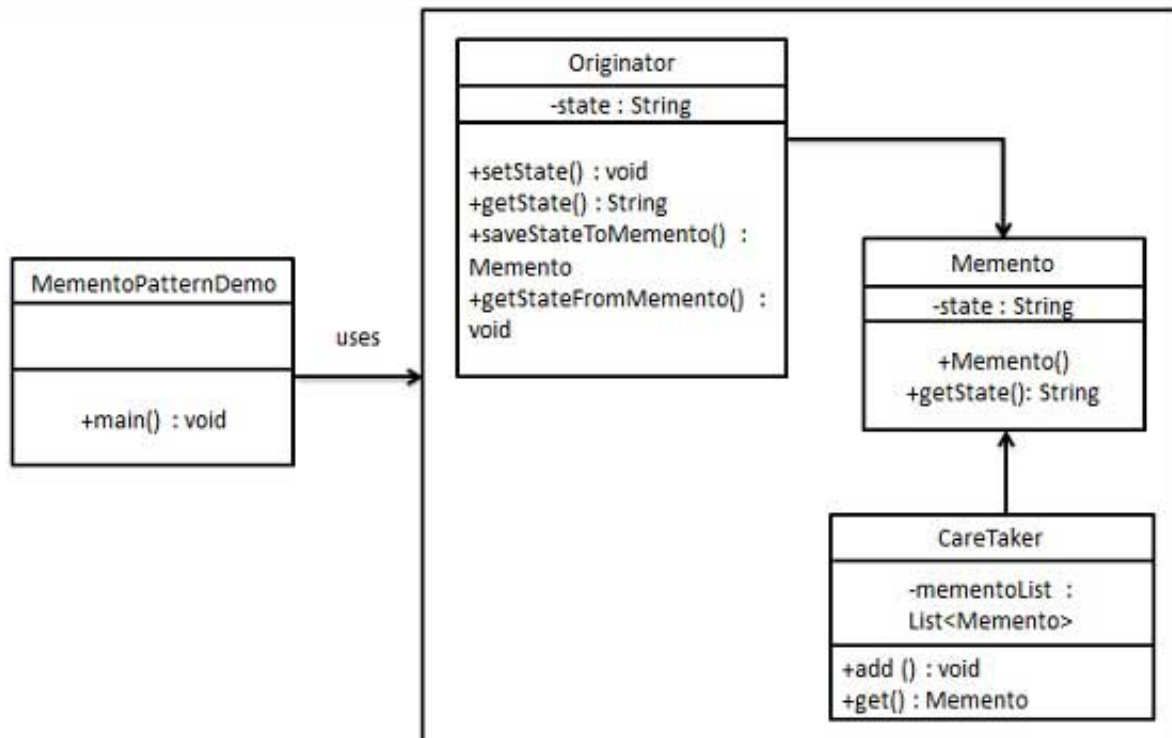 MementoPatternDemo
+main() : void
uses
Originator
-state : String
+setState() : void
+getState() : String
+saveStateToMemento() :
Memento
+getStateFromMemento() :
void
Memento
-state : String
+Memento()
+getState(): String
CareTaker
-mementoList :
List<Memento>
+add () : void
+get() : Memento